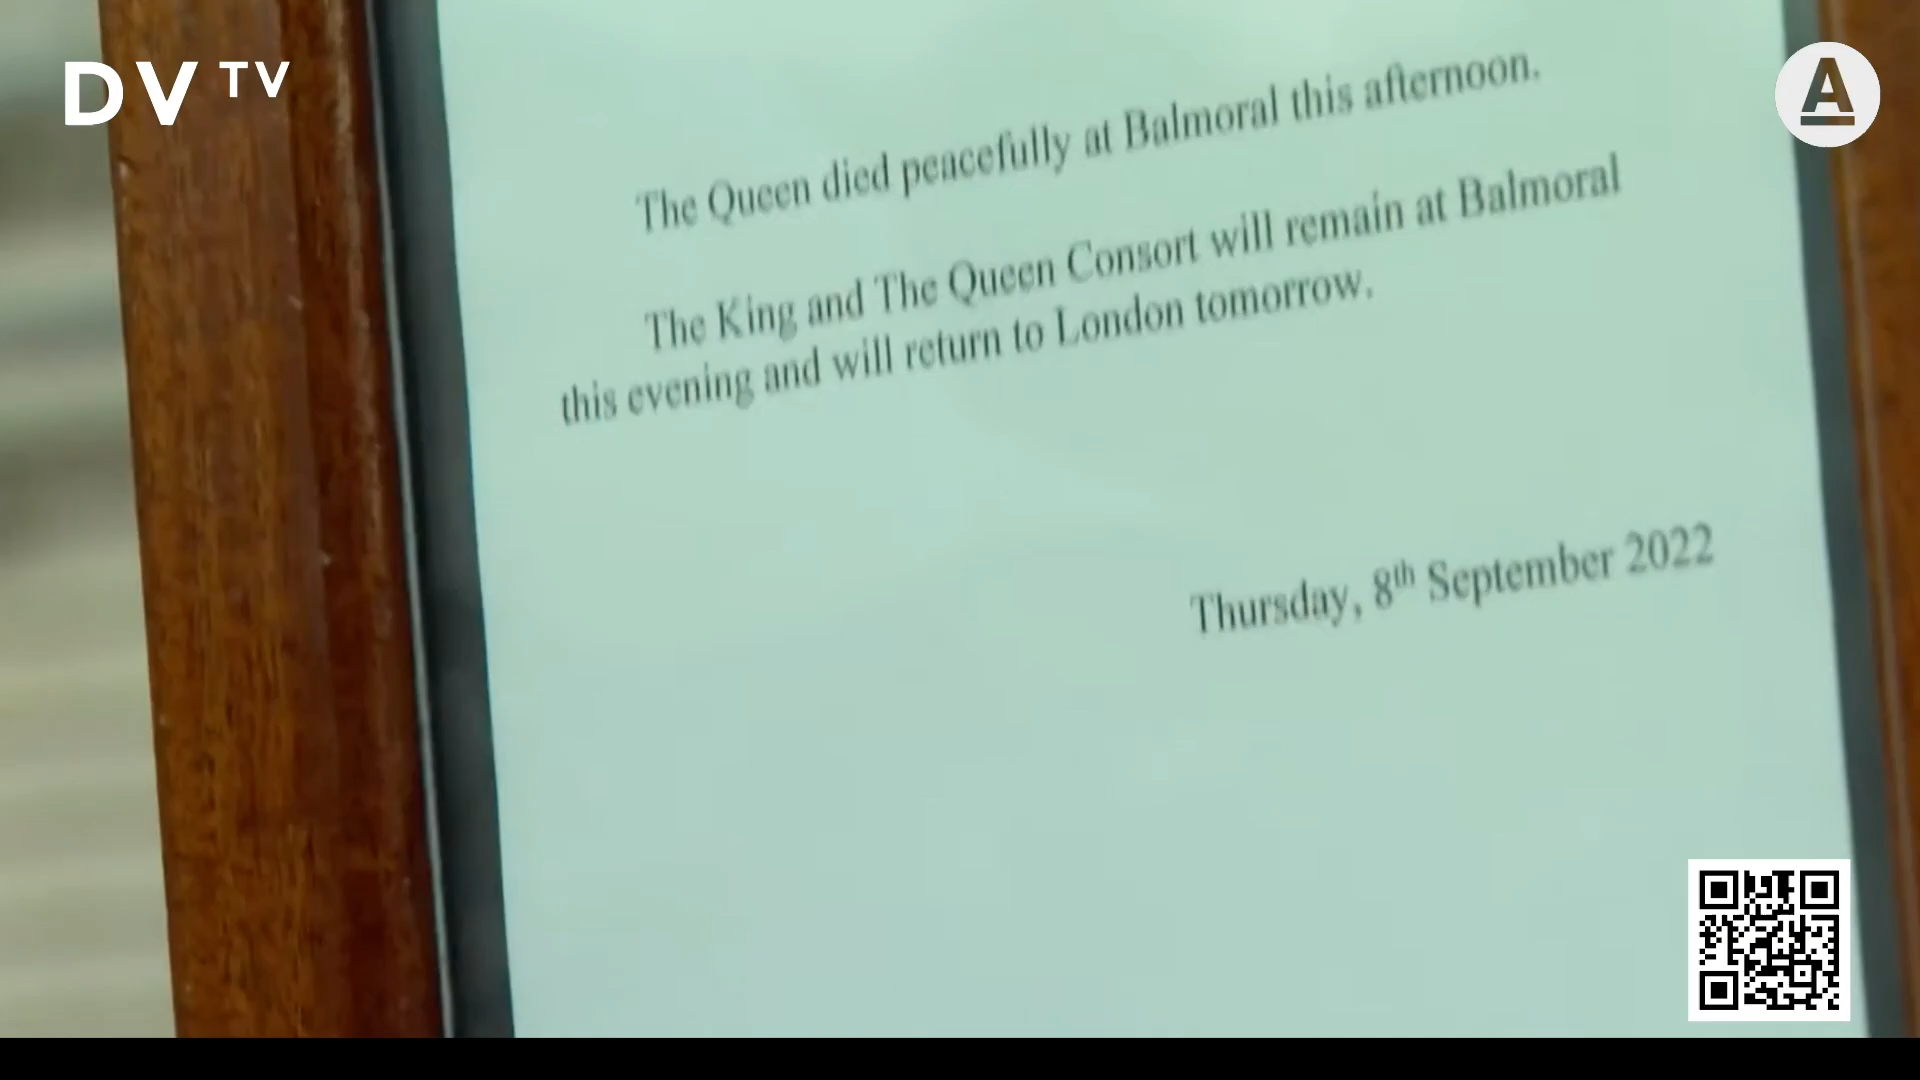 DV TV
A
The Queen died peacefully at Balmoral this afternoon.
The King and The Queen Consort will remain at Balmoral
this evening and will return to London tomorrow.
Thursday, 8th September 2022